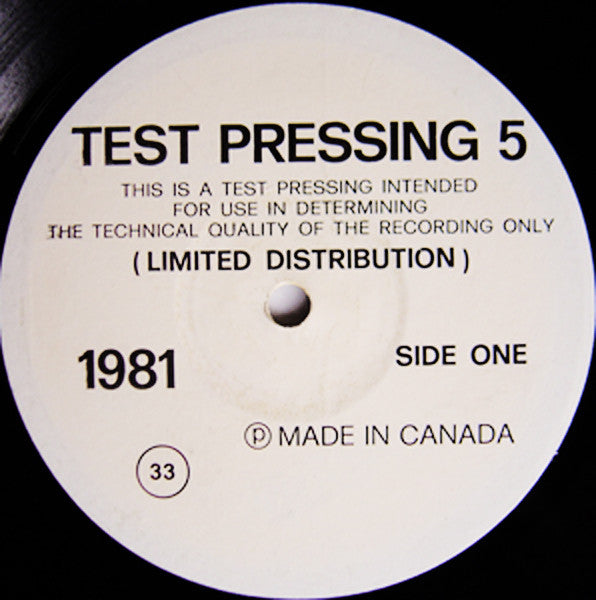 TEST PRESSING 5
THIS IS A TEST PRESSING INTENDED
FOR USE IN DETERMINING
THE TECHNICAL QUALITY OF THE RECORDING ONLY
(LIMITED DISTRIBUTION)
1981
SIDE ONE
℗ MADE IN CANADA
33